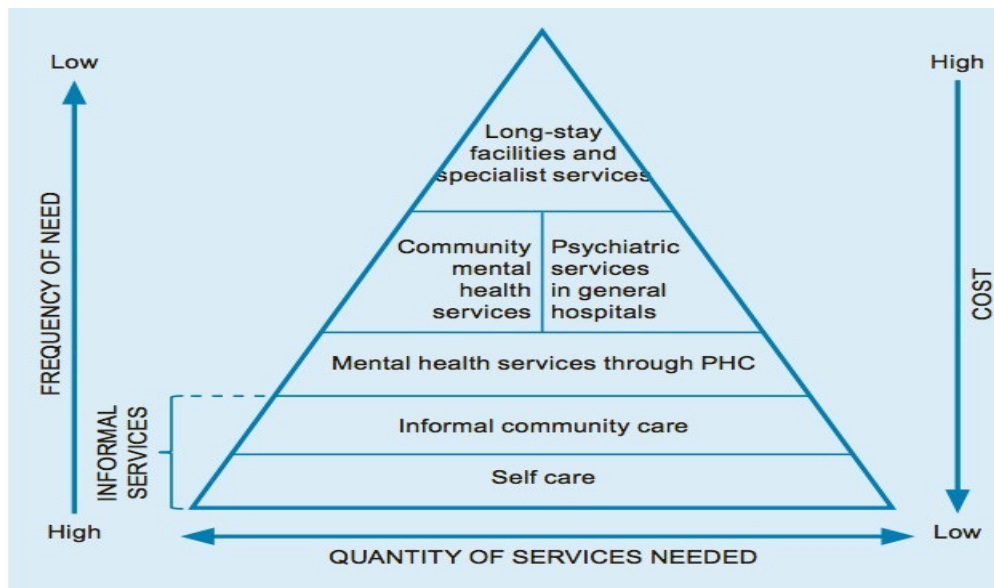 Low
High
Long-stay
facilities and
specialist services
Community
mental
health
services
Psychiatric
services
in general
hospitals
FREQUENCY OF NEED
COST
Mental health services through PHC
INFORMAL
SERVICES
Informal community care
Self care
High
Low
QUANTITY OF SERVICES NEEDED